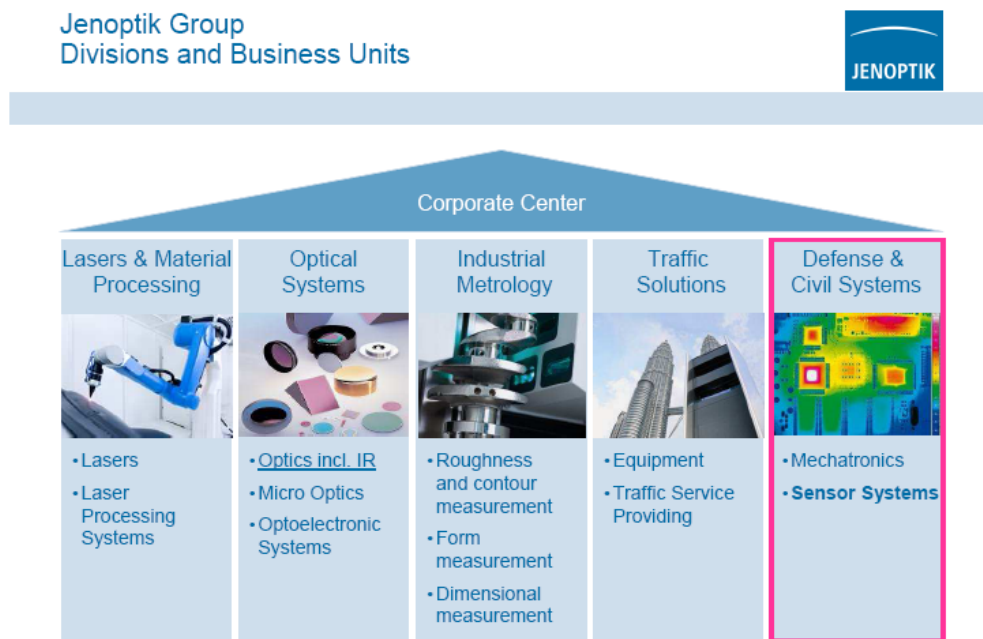 Jenoptik Group
Divisions and Business Units
JENOPTIK
Corporate Center
Lasers & Material
Processing
•Lasers
•Laser
Processing
Systems
Optical
Systems
•Optics incl. IR
•Micro Optics
•Optoelectronic
Systems
Industrial
Metrology
•Roughness
and contour
measurement
•Form
measurement
•Dimensional
measurement
Traffic
Solutions
•Equipment
•Traffic Service
Providing
Defense &
Civil Systems
•Mechatronics
•Sensor Systems